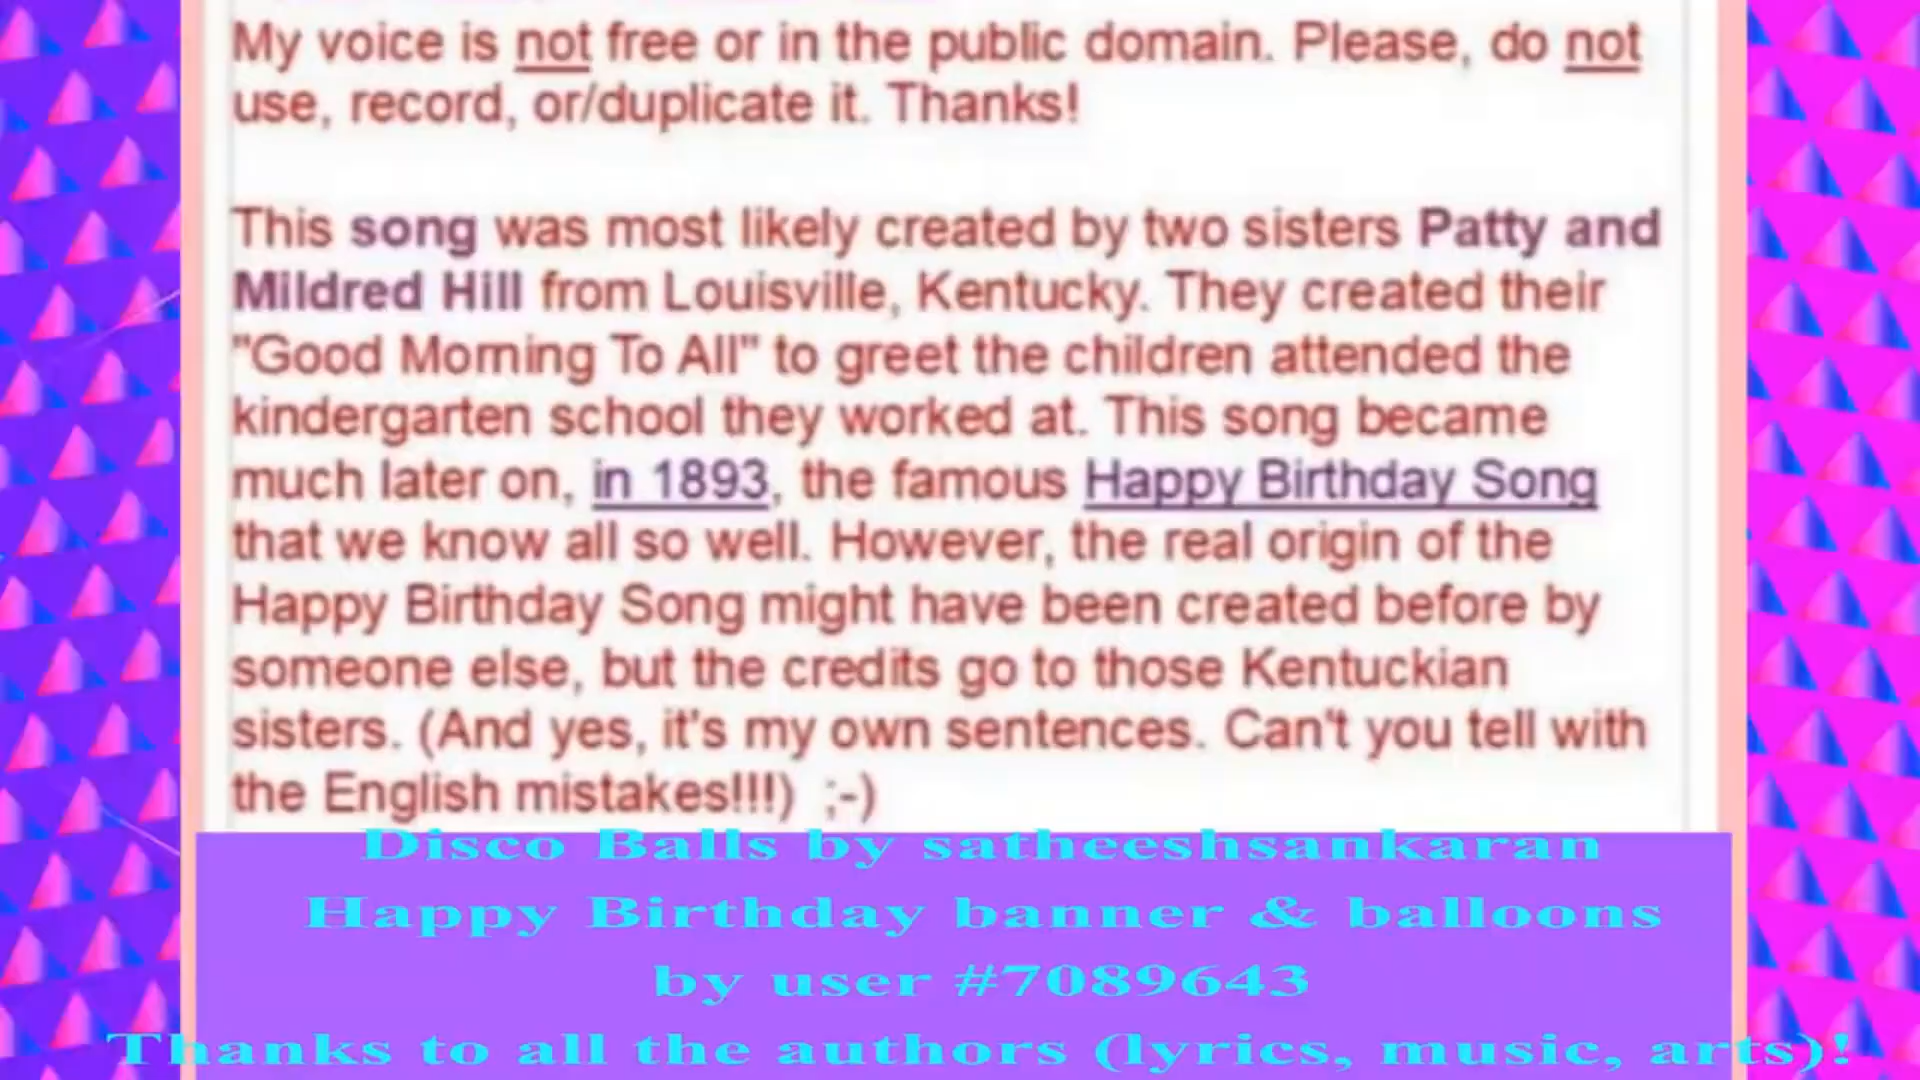 My voice is not free or in the public domain. Please, do not
use, record, or/duplicate it. Thanks!
This song was most likely created by two sisters Patty and
Mildred Hill from Louisville, Kentucky. They created their
"Good Morning To All" to greet the children attended the
kindergarten school they worked at. This song became
much later on, in 1893, the famous Happy Birthday Song
that we know all so well. However, the real origin of the
Happy Birthday Song might have been created before by
someone else, but the credits go to those Kentuckian
sisters. (And yes, it's my own sentences. Can't you tell with
the English mistakes!!!) ;-)
Disco Balls by satheeshsankaran
Happy Birthday banner & balloons
by user #7089643
Thanks to all the authors (lyrics, music, arts)!